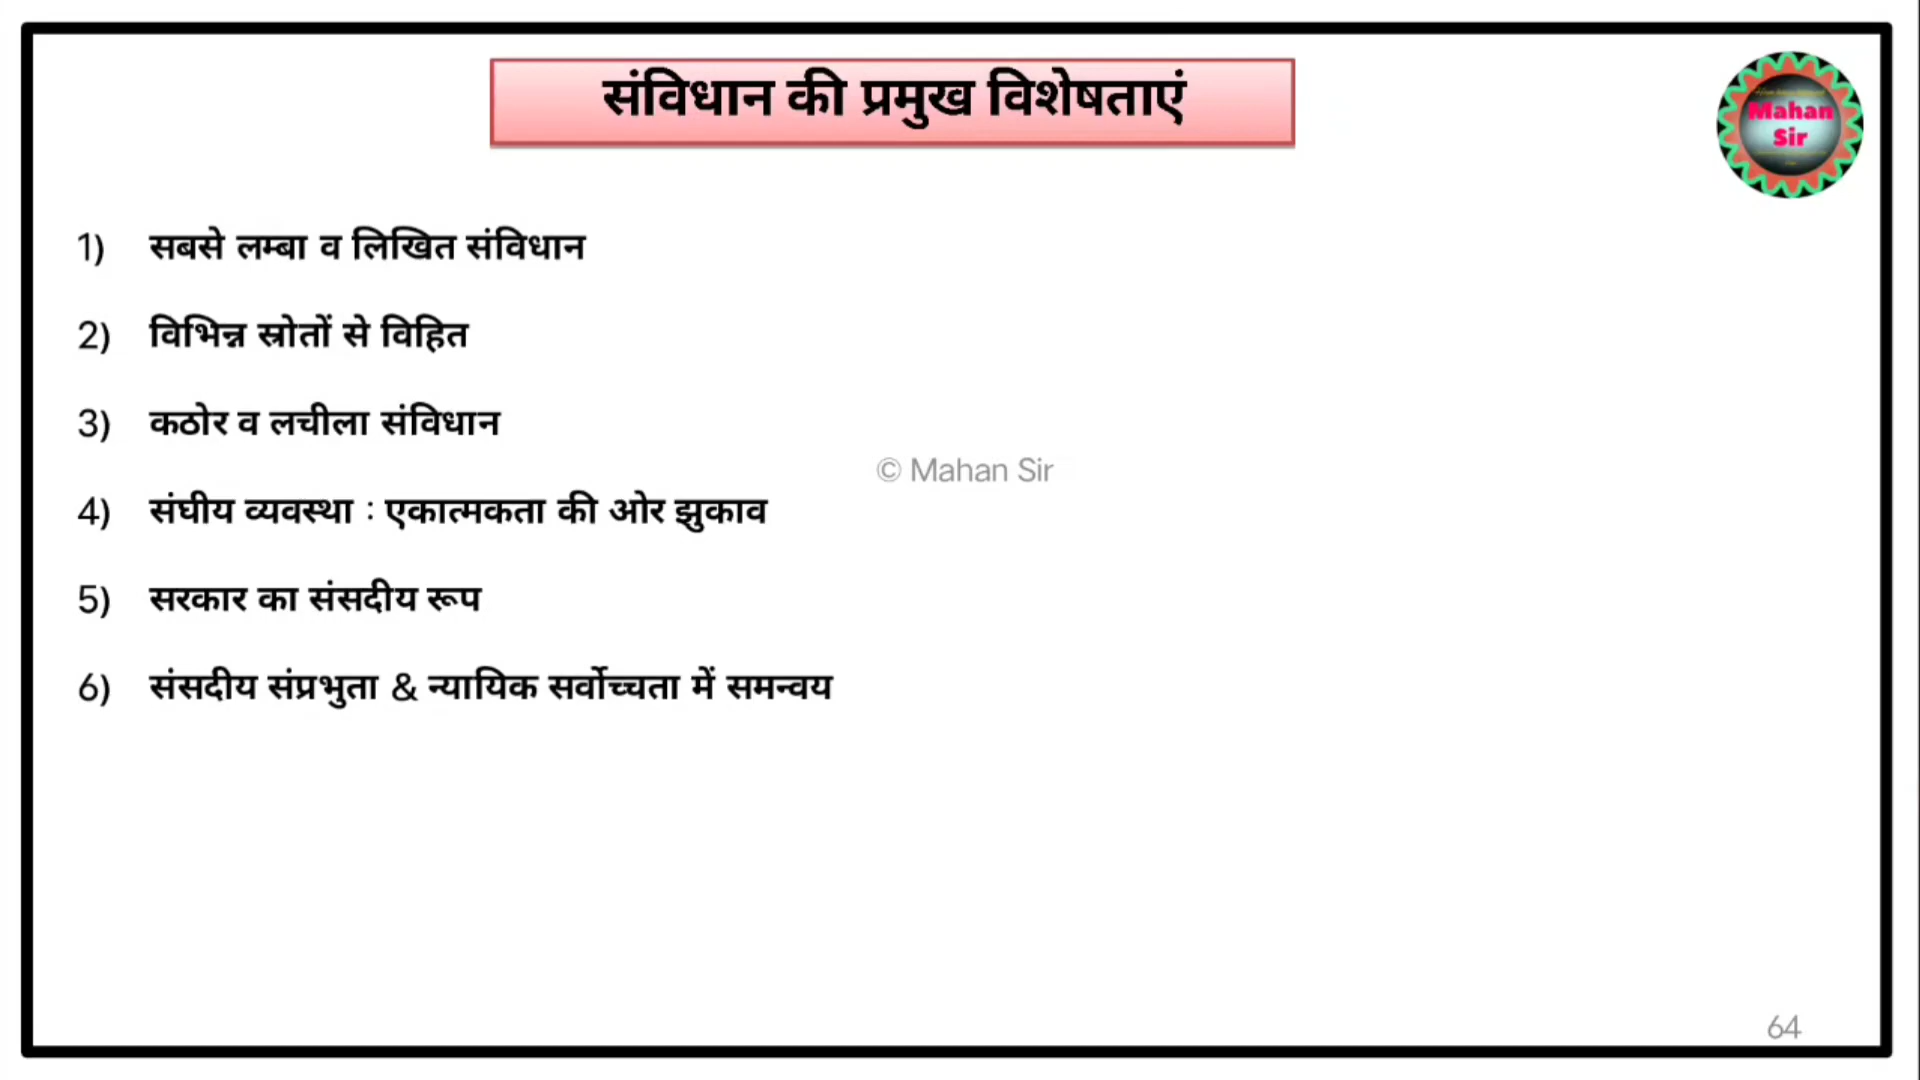 संविधान की प्रमुख विशेषताएं
Mahan
Sir
1) सबसे लम्बा व लिखित संविधान
2) विभिन्न स्रोतों से विहित
3) कठोर व लचीला संविधान
© Mahan Sir
4) संघीय व्यवस्था : एकात्मकता की ओर झुकाव
5) सरकार का संसदीय रूप
6) संसदीय संप्रभुता & न्यायिक सर्वोच्चता में समन्वय
64